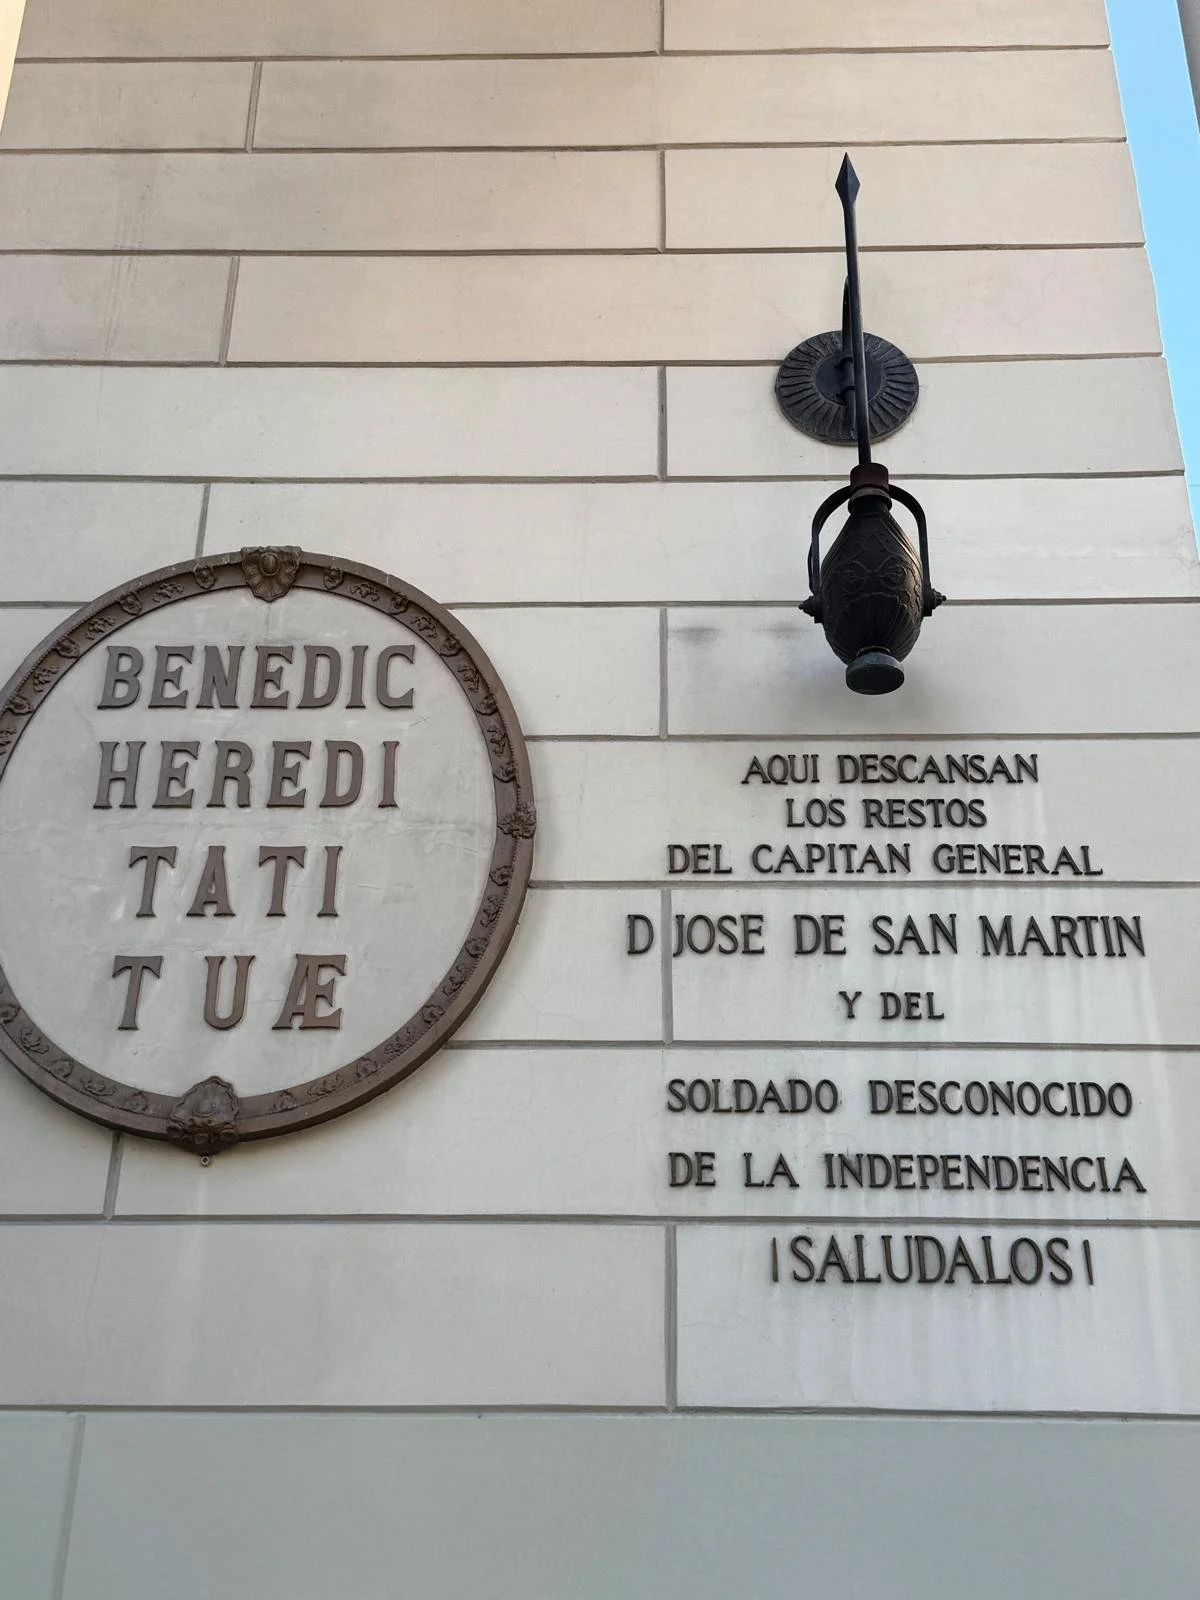 BENEDIC
HEREDI
TATI
TUÆ
AQUI DESCANSAN
LOS RESTOS
DEL CAPITAN GENERAL
D JOSE DE SAN MARTIN
Y DEL
SOLDADO DESCONOCIDO
DE LA INDEPENDENCIA
¡SALUDALOS!